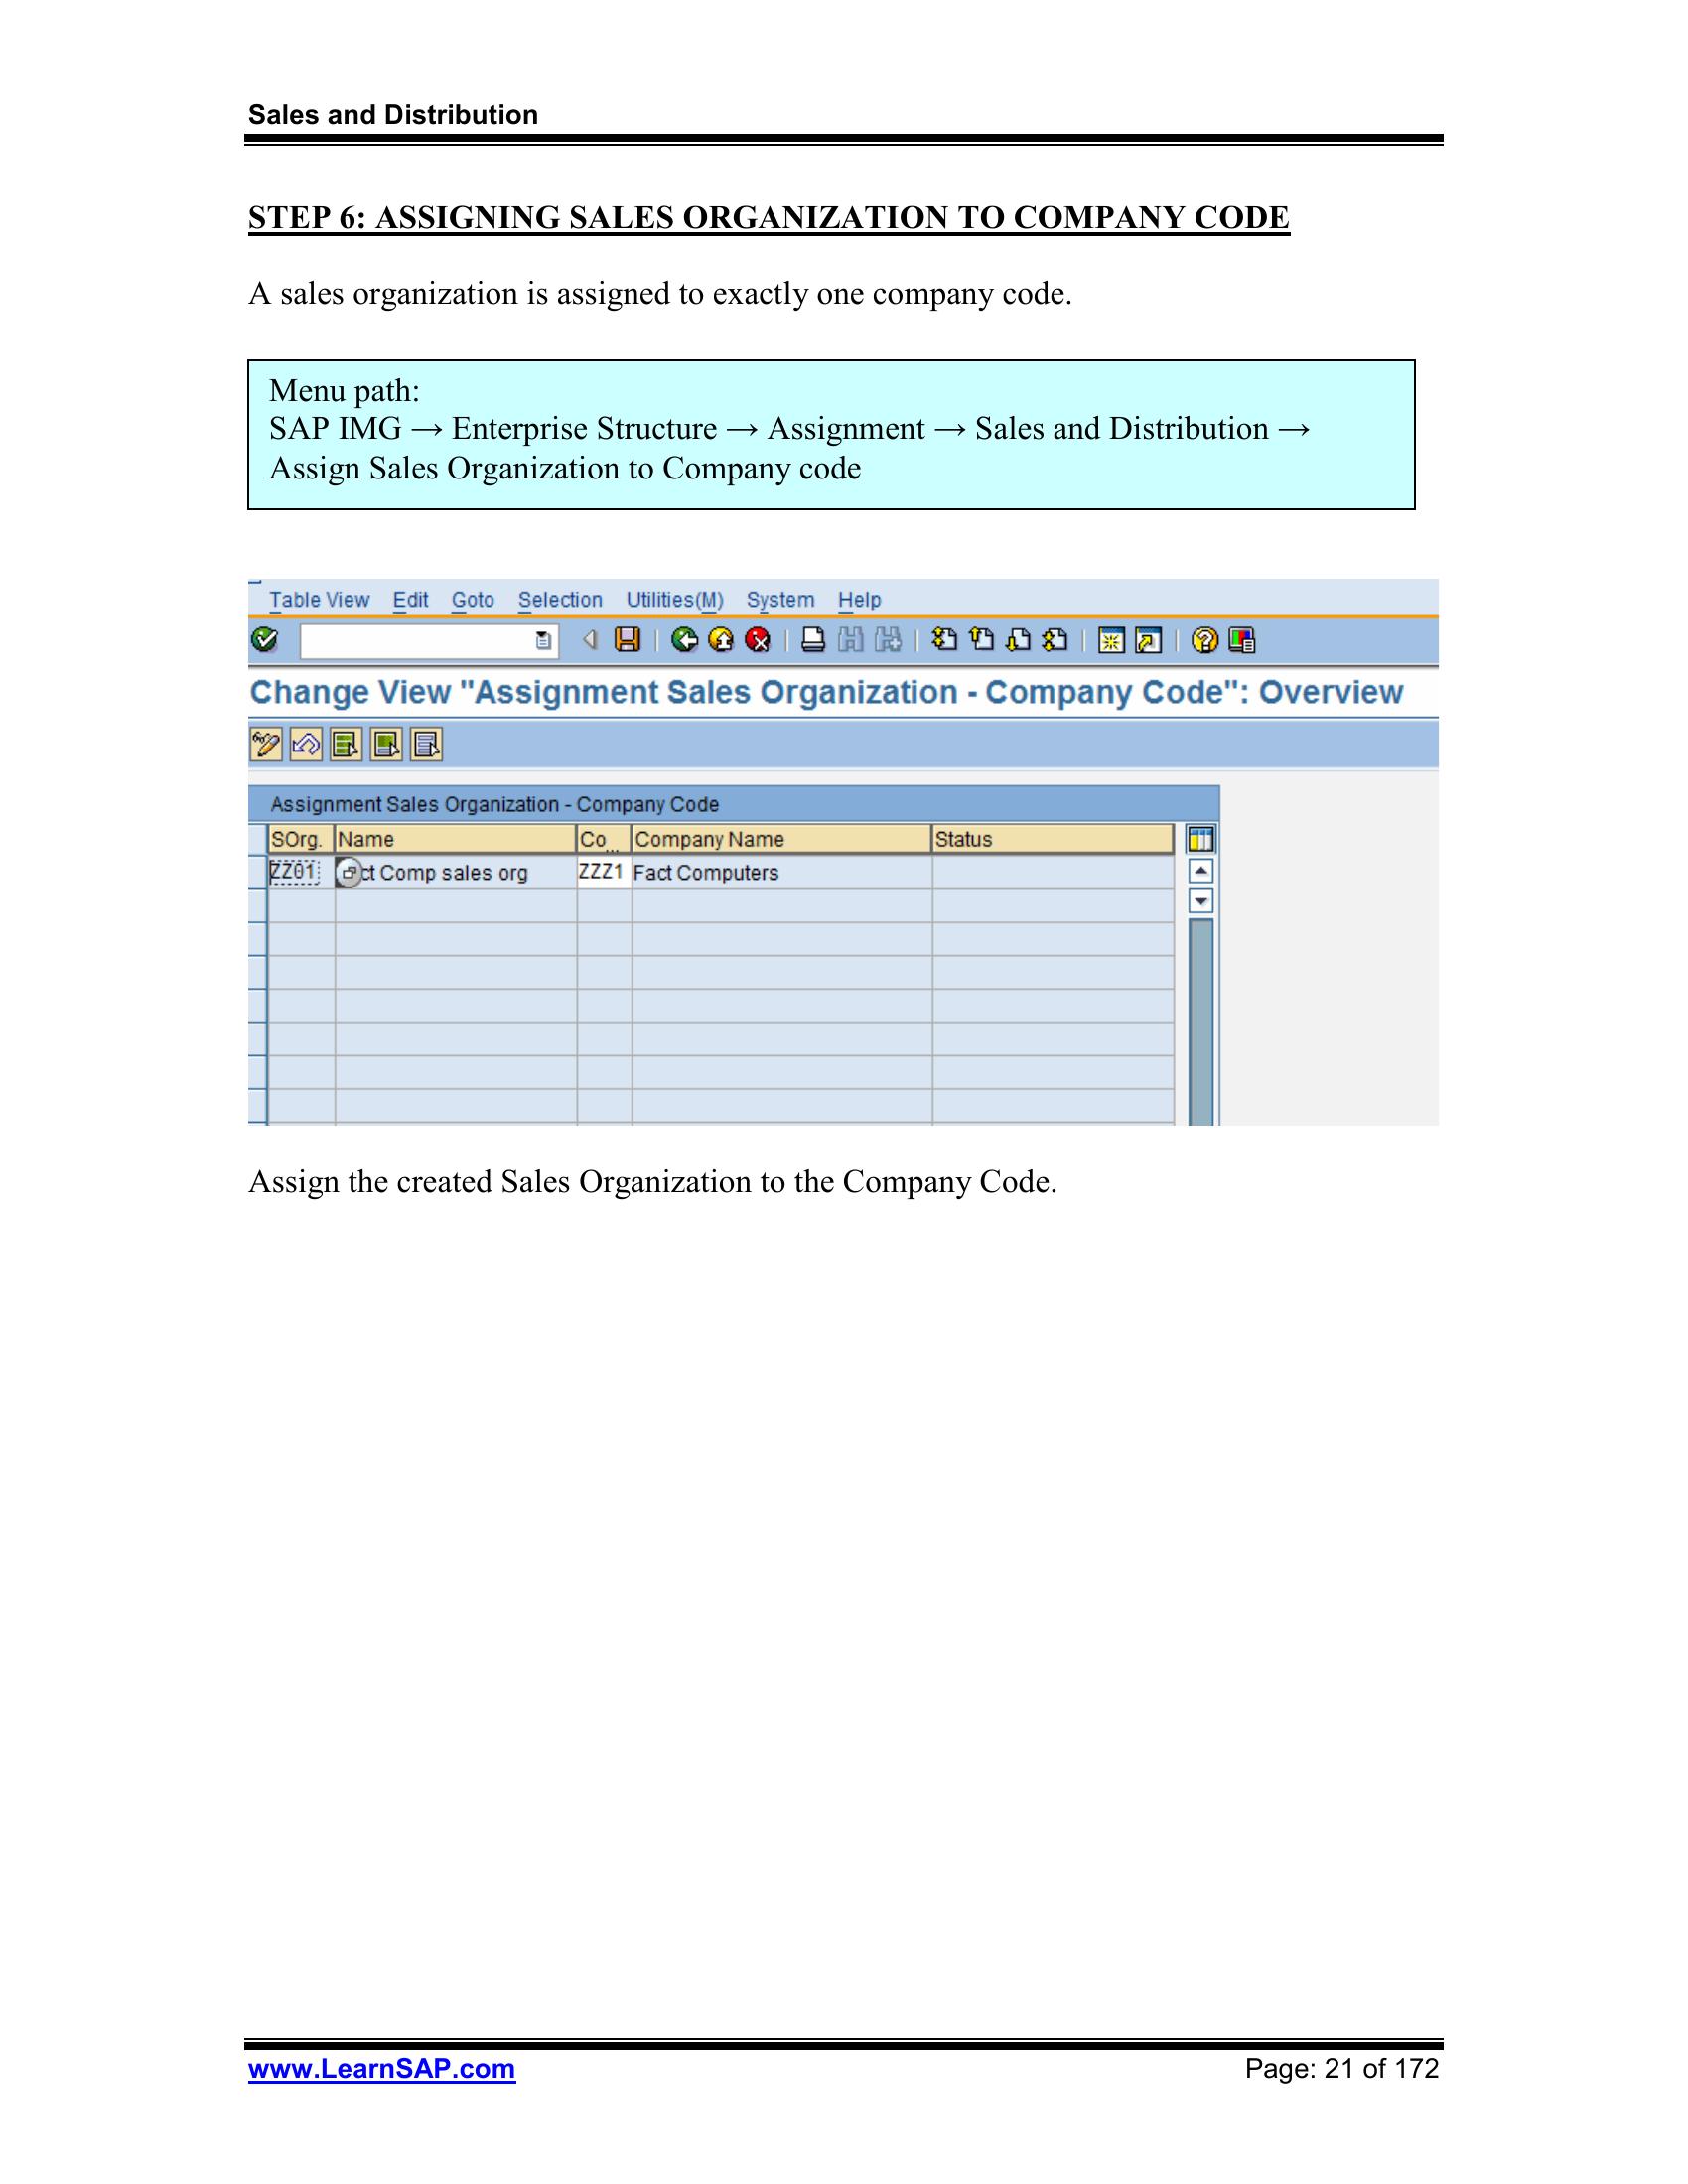 Sales and Distribution
STEP 6: ASSIGNING SALES ORGANIZATION TO COMPANY CODE
A sales organization is assigned to exactly one company code.
Menu path:
SAP IMG → Enterprise Structure → Assignment → Sales and Distribution →
Assign Sales Organization to Company code
Table View Edit Goto Selection Utilities(M) System Help
Change View "Assignment Sales Organization - Company Code": Overview
Assignment Sales Organization - Company Code
SOrg. Name Co... Company Name Status
ZZ01 ct Comp sales org ZZZ1 Fact Computers
Assign the created Sales Organization to the Company Code.
www.LearnSAP.com Page: 21 of 172